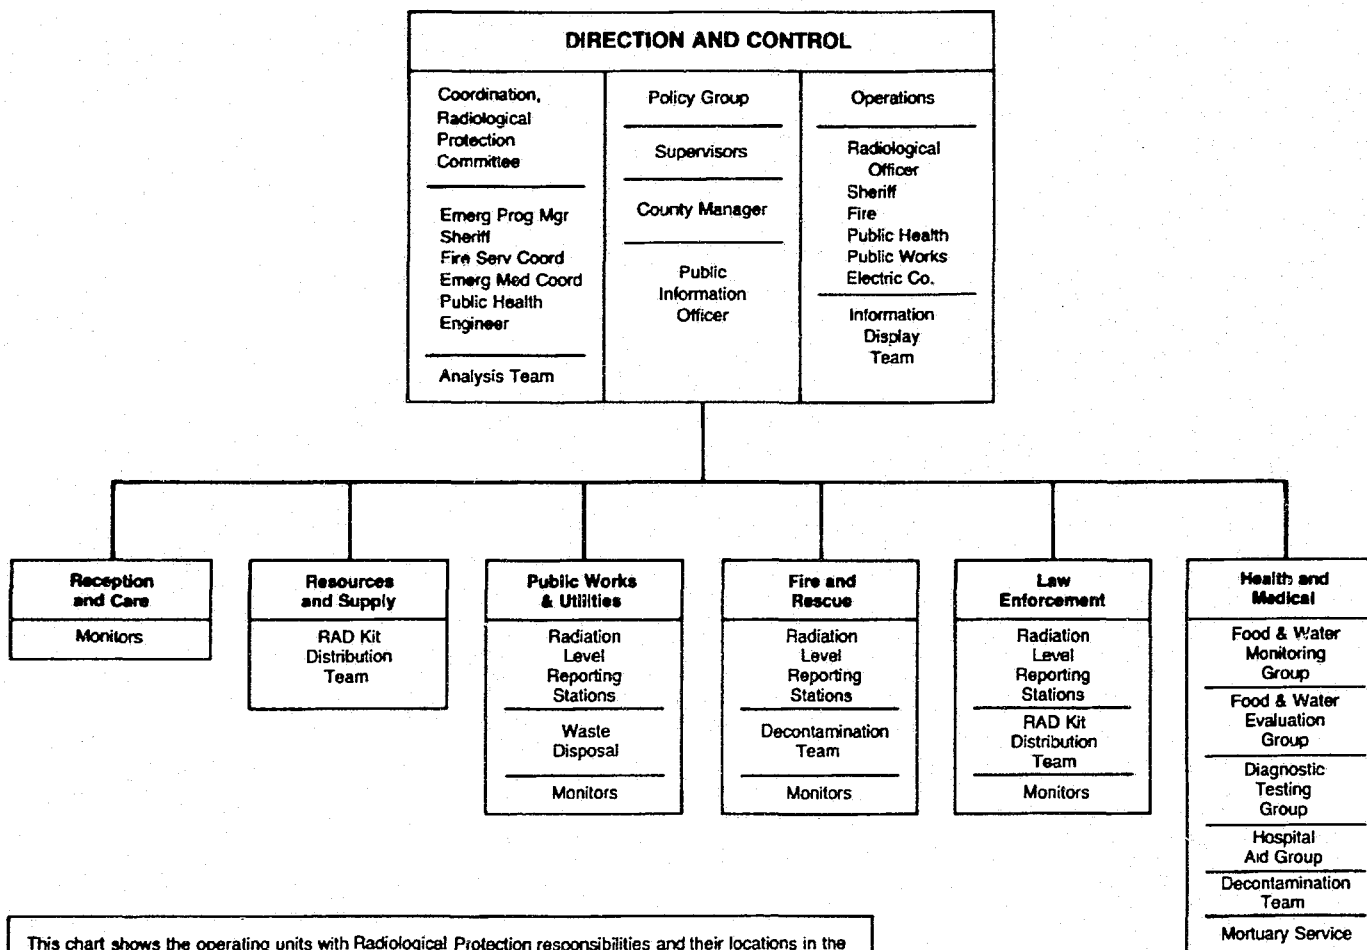 DIRECTION AND CONTROL
Coordination,
Radiological
Protection
Committee
Emerg Prog Mgr
Sheriff
Fire Serv Coord
Emerg Med Coord
Public Health
Engineer
Analysis Team
Policy Group
Supervisors
County Manager
Public
Information
Officer
Operations
Radiological
Officer
Sheriff
Fire
Public Health
Public Works
Electric Co.
Information
Display
Team
Reception
and Care
Monitors
Resources
and Supply
RAD Kit
Distribution
Team
Public Works
& Utilities
Radiation
Level
Reporting
Stations
Waste
Disposal
Monitors
Fire and
Rescue
Radiation
Level
Reporting
Stations
Decontamination
Team
Monitors
Law
Enforcement
Radiation
Level
Reporting
Stations
RAD Kit
Distribution
Team
Monitors
Health and
Medical
Food & Water
Monitoring
Group
Food & Water
Evaluation
Group
Diagnostic
Testing
Group
Hospital
Aid Group
Decontamination
Team
Mortuary Service
This chart shows the operating units with Radiological Protection responsibilities and their locations in the